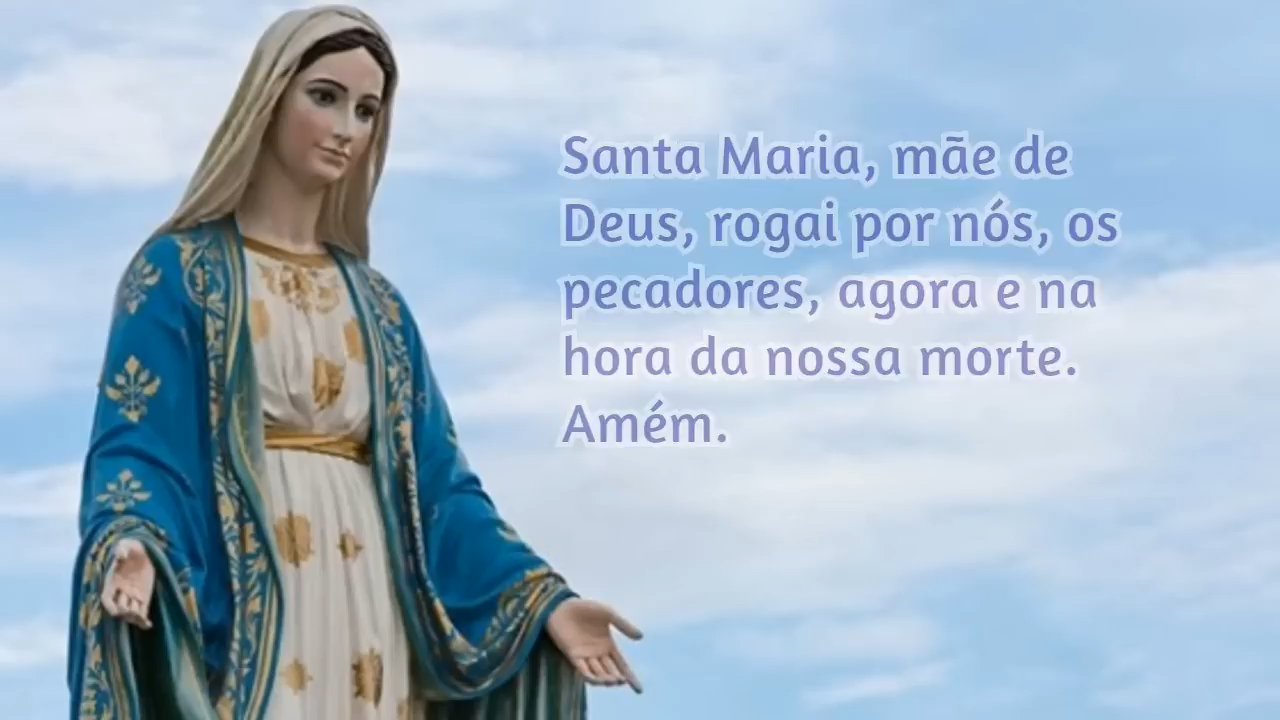 Santa Maria, mãe de
Deus, rogai por nós, os
pecadores, agora e na
hora da nossa morte.
Amém.